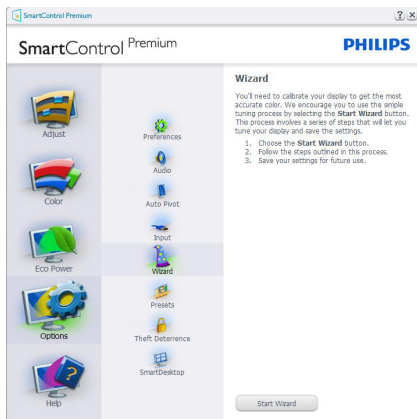 SmartControl Premium
SmartControl Premium
PHILIPS
Adjust
Color
Eco Power
Options
Help
Preferences
Audio
Auto Pivot
Input
Wizard
Presets
Theft Deterrence
SmartDesktop
Wizard
You'll need to calibrate your display to get the most
accurate color. We encourage you to use the simple
tuning process by selecting the Start Wizard button.
This process involves a series of steps that will let you
tune your display and save the settings.
1. Choose the Start Wizard button.
2. Follow the steps outlined in this process.
3. Save your settings for future use.
Start Wizard